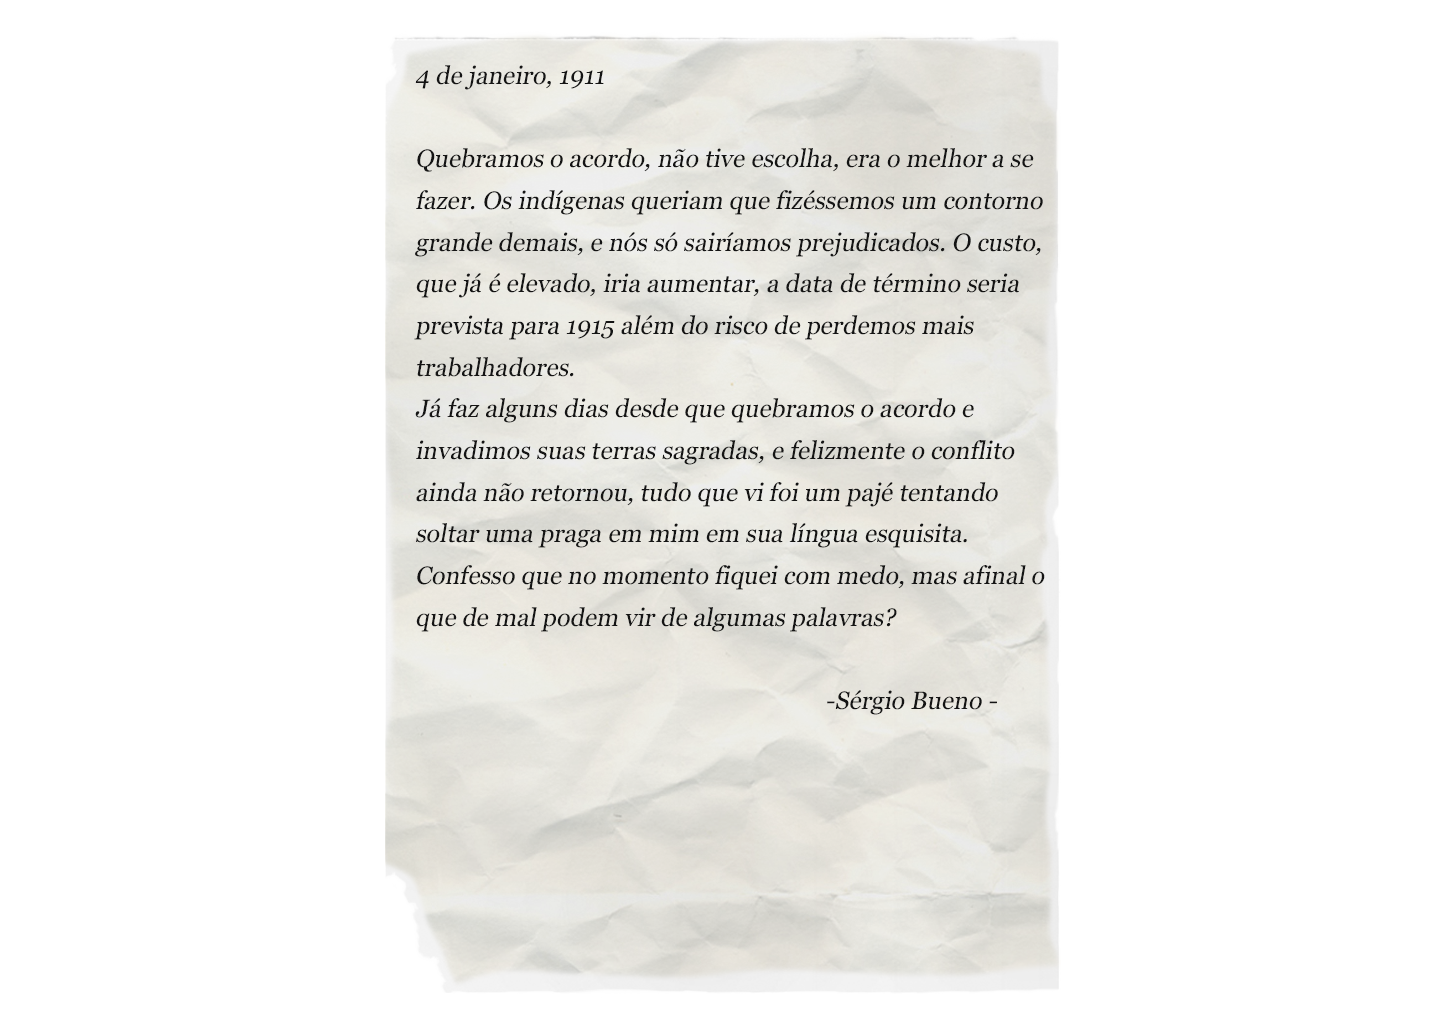 4 de janeiro, 1911
Quebramos o acordo, não tive escolha, era o melhor a se
fazer. Os indígenas queriam que fizéssemos um contorno
grande demais, e nós só sairíamos prejudicados. O custo,
que já é elevado, iria aumentar, a data de término seria
prevista para 1915 além do risco de perdemos mais
trabalhadores.
Já faz alguns dias desde que quebramos o acordo e
invadimos suas terras sagradas, e felizmente o conflito
ainda não retornou, tudo que vi foi um pajé tentando
soltar uma praga em mim em sua língua esquisita.
Confesso que no momento fiquei com medo, mas afinal o
que de mal podem vir de algumas palavras?
-Sérgio Bueno -